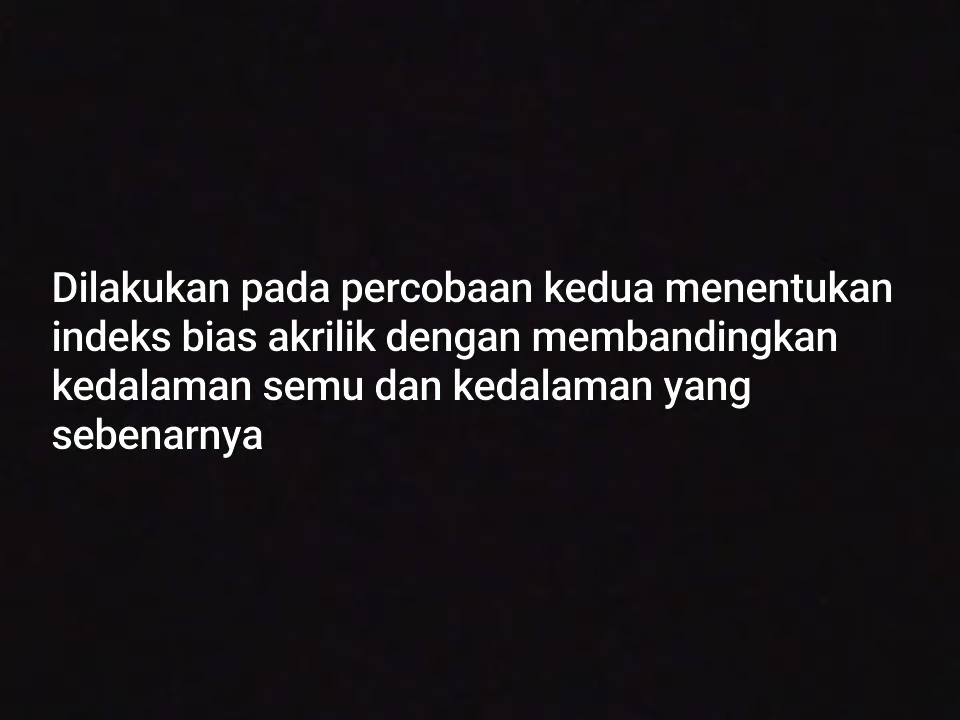 Dilakukan pada percobaan kedua menentukan
indeks bias akrilik dengan membandingkan
kedalaman semu dan kedalaman yang
sebenarnya